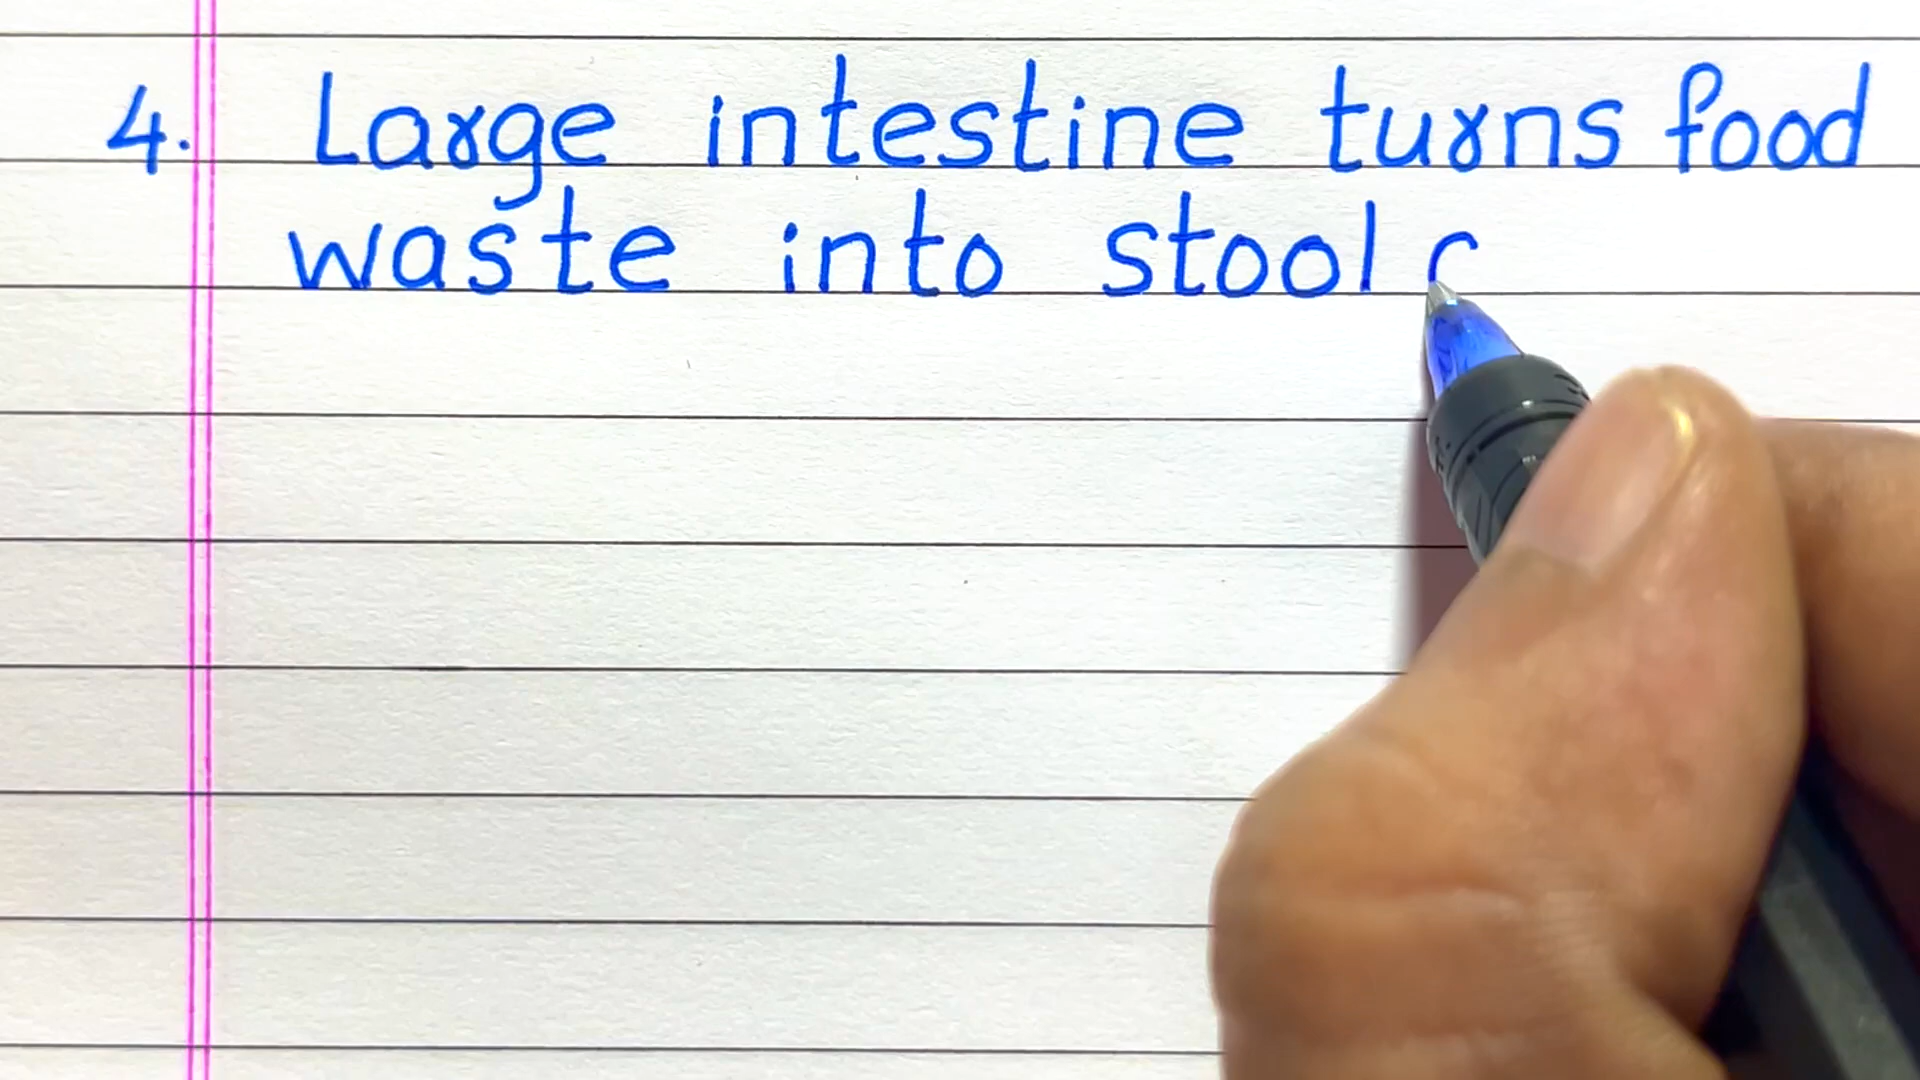 4. Large intestine turns food
waste into stool